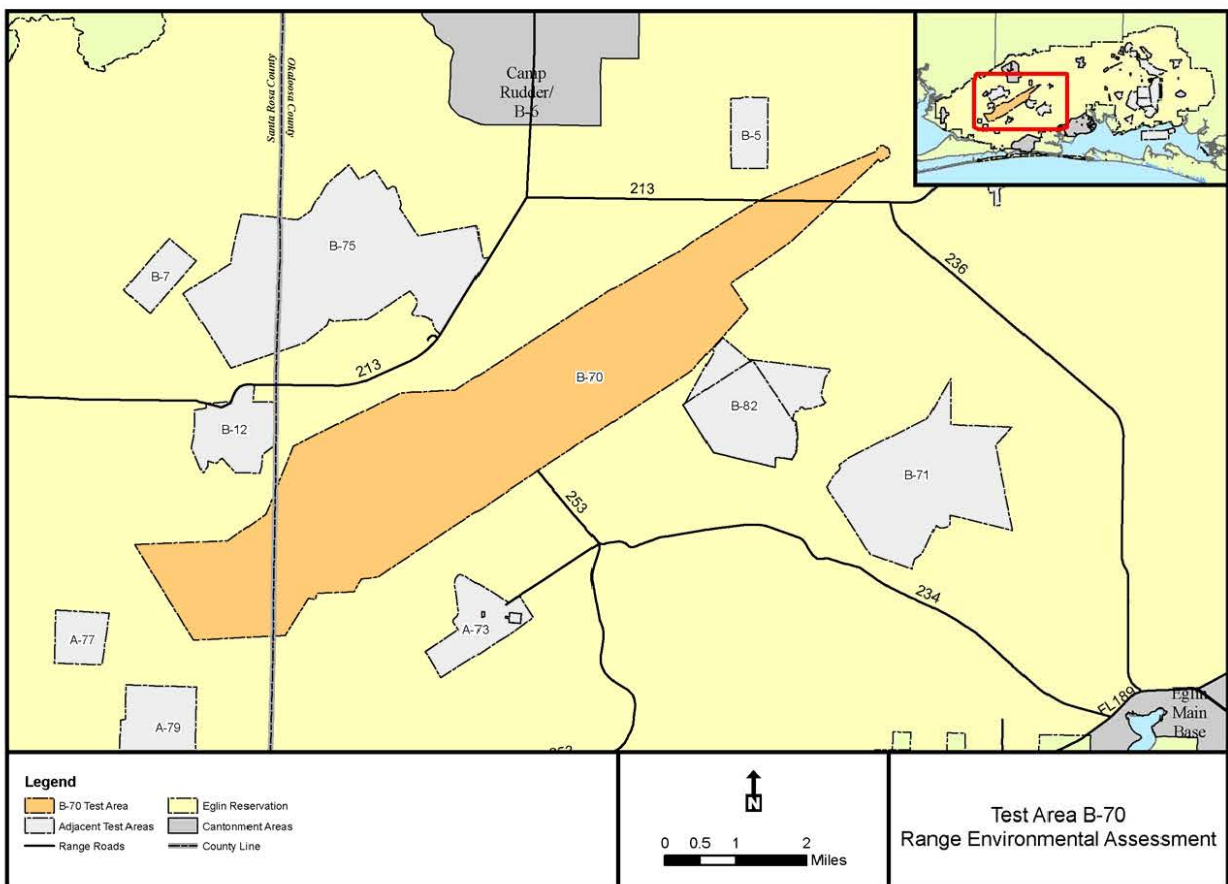 Camp
Rudder/
B-6
Santa Rosa County
Okaloosa County
B-5
213
B-75
B-7
236
213
B-70
B-12
B-82
B-71
253
234
A-73
A-77
A-79
FL189
Eglin
Main
Base
Legend
B-70 Test Area
Eglin Reservation
Adjacent Test Areas
Cantonment Areas
Range Roads
County Line
N
0 0.5 1 2
Miles
Test Area B-70
Range Environmental Assessment